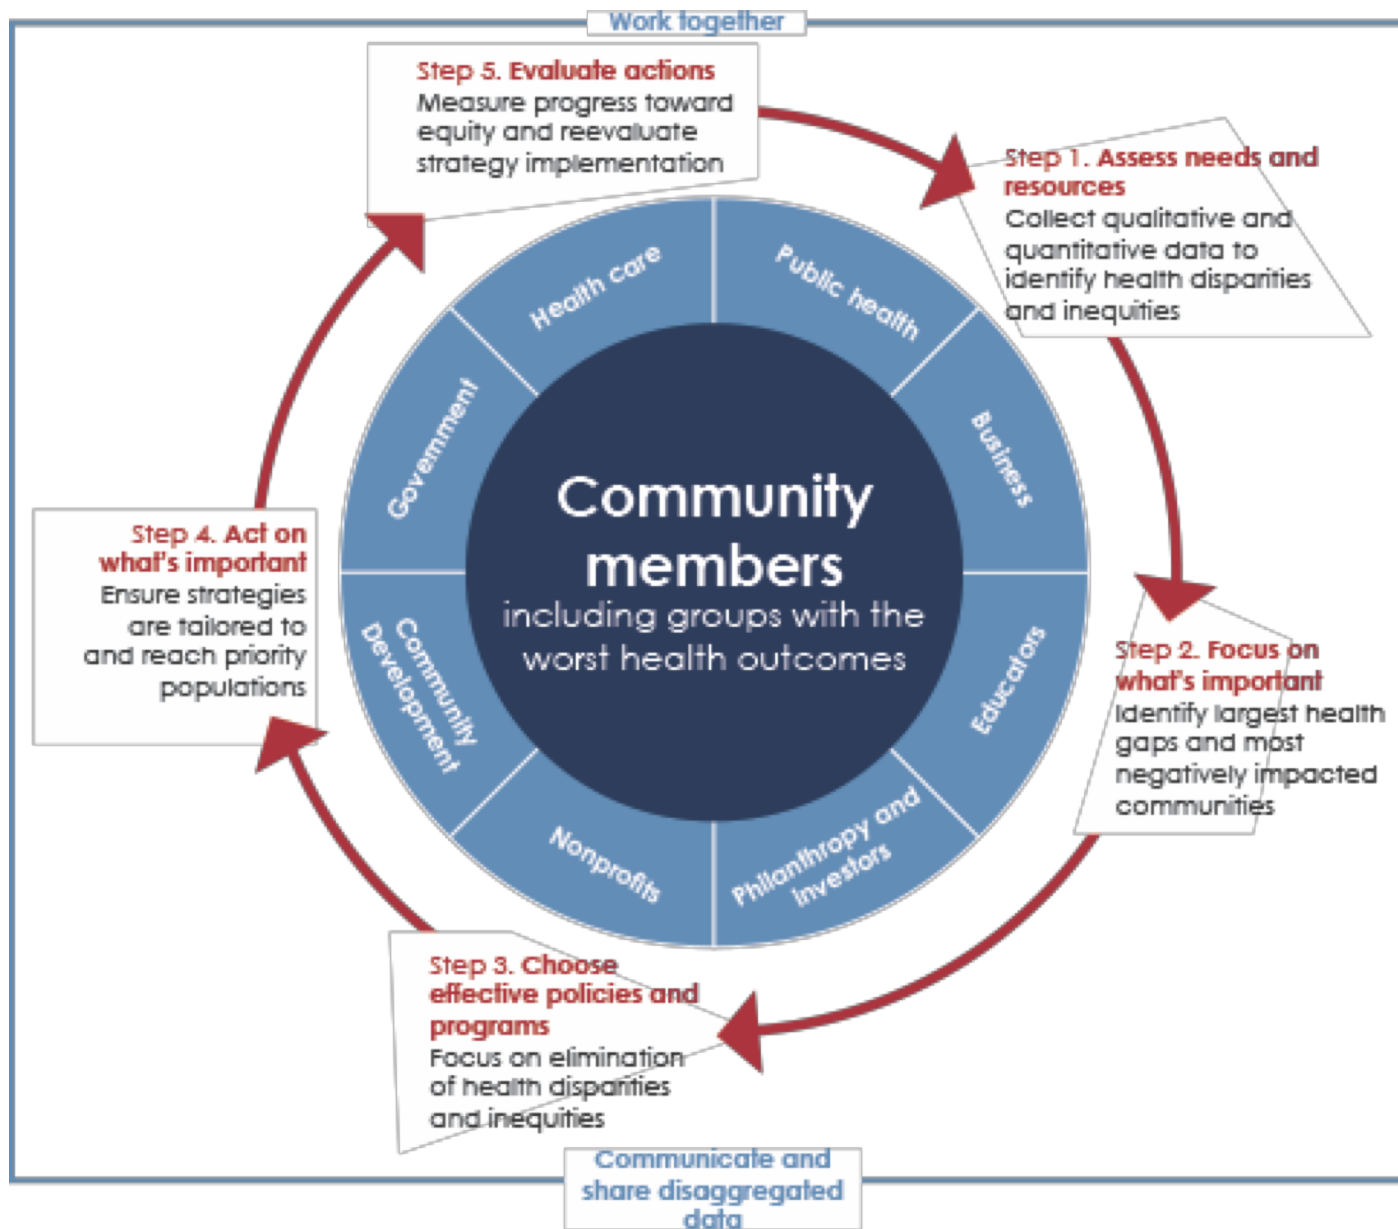 Work together
Step 5. Evaluate actions
Measure progress toward
equity and reevaluate
strategy implementation
Step 1. Assess needs and
resources
Collect qualitative and
quantitative data to
identify health disparities
and inequities
Health care
Public health
Government
Business
Community
members
including groups with the
worst health outcomes
Step 4. Act on
what's important
Ensure strategies
are tailored to
and reach priority
populations
Community
Development
Educators
Step 2. Focus on
what's important
Identify largest health
gaps and most
negatively impacted
communities
Nonprofits
Philanthropy and
investors
Step 3. Choose
effective policies and
programs
Focus on elimination
of health disparities
and inequities
Communicate and
share disaggregated
data